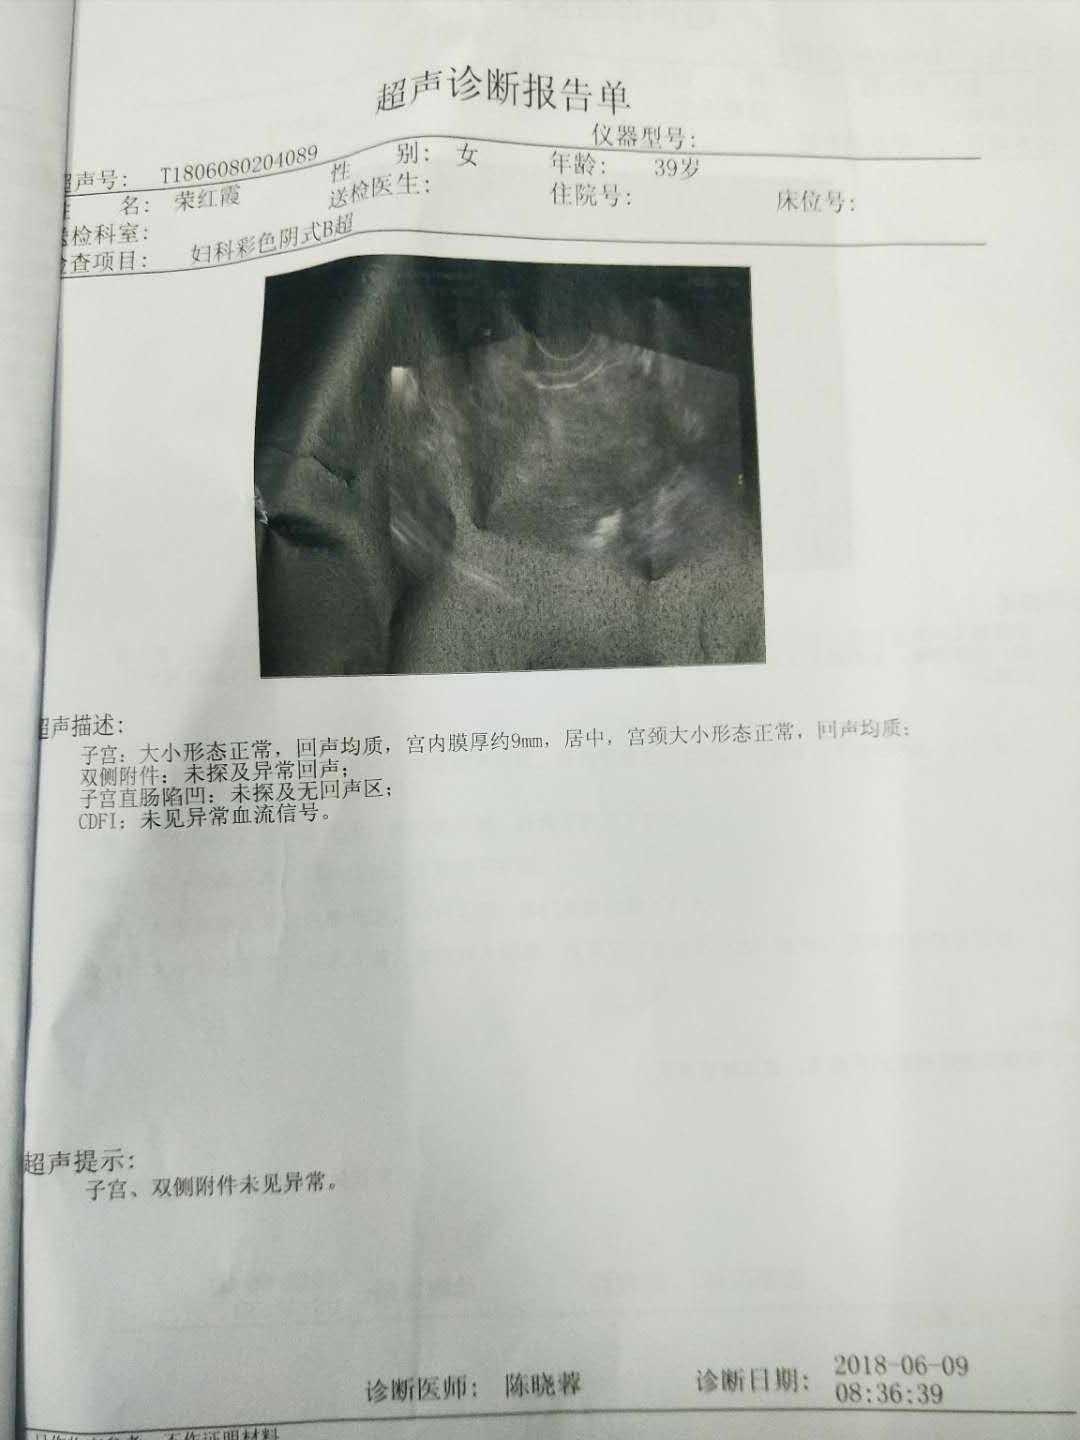 超声诊断报告单
仪器型号：
超声号： T1806080204089 性 别： 女 年龄： 39岁
名： 荣红霞 送检医生： 住院号： 床位号：
送检科室：
检查项目： 妇科彩色阴式B超
超声描述：
子宫：大小形态正常，回声均质，宫内膜厚约9mm，居中，宫颈大小形态正常，回声均质；
双侧附件：未探及异常回声；
子宫直肠陷凹：未探及无回声区；
CDFI：未见异常血流信号。
超声提示：
子宫、双侧附件未见异常。
诊断医师： 陈晓蓉 诊断日期： 2018-06-09
08:36:39